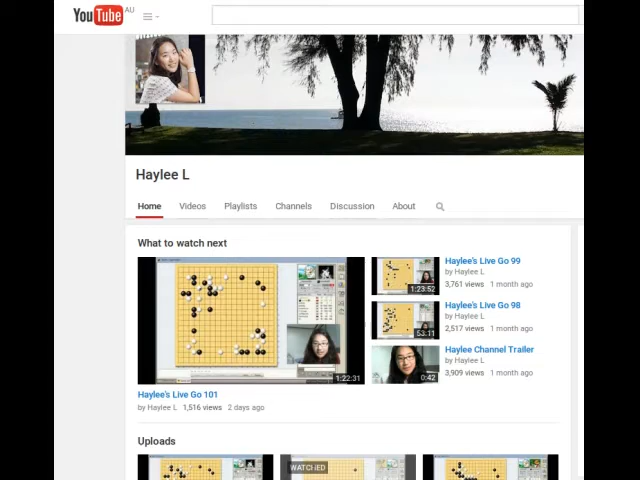 YouTube AU
Haylee L
Home Videos Playlists Channels Discussion About
What to watch next
1:22:31
Haylee's Live Go 101
by Haylee L 1,516 views 2 days ago
1:23:52
Haylee's Live Go 99
by Haylee L
3,761 views 1 month ago
53:11
Haylee's Live Go 98
by Haylee L
2,517 views 1 month ago
0:42
Haylee Channel Trailer
by Haylee L
3,909 views 1 month ago
Uploads
WATCHED